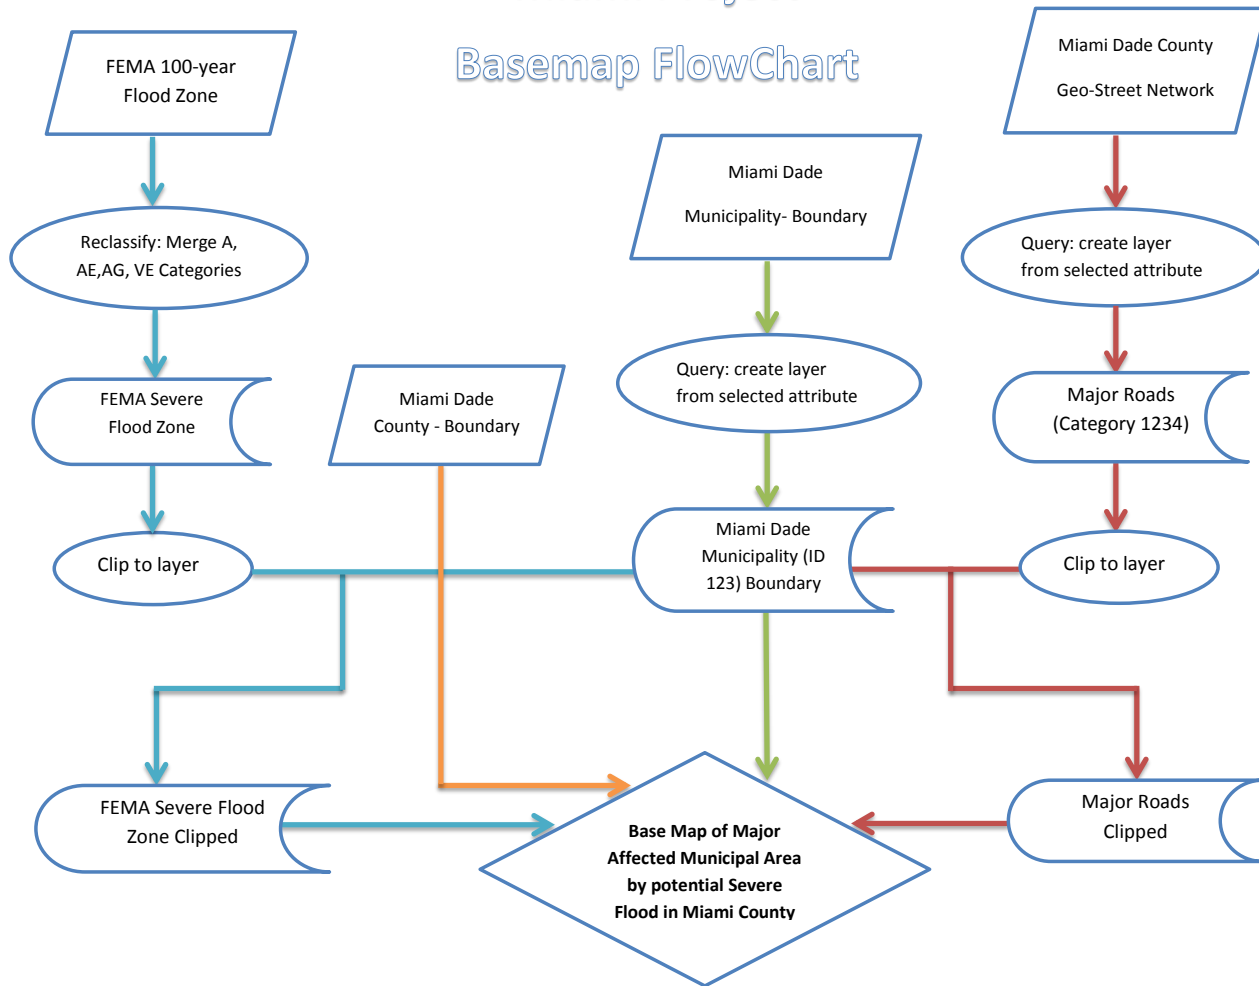 Basemap FlowChart
FEMA 100-year
Flood Zone
Miami Dade County
Geo-Street Network
Miami Dade
Municipality- Boundary
Reclassify: Merge A,
AE,AG, VE Categories
Query: create layer
from selected attribute
Query: create layer
from selected attribute
FEMA Severe
Flood Zone
Miami Dade
County - Boundary
Major Roads
(Category 1234)
Clip to layer
Miami Dade
Municipality (ID
123) Boundary
Clip to layer
FEMA Severe Flood
Zone Clipped
Major Roads
Clipped
Base Map of Major
Affected Municipal Area
by potential Severe
Flood in Miami County